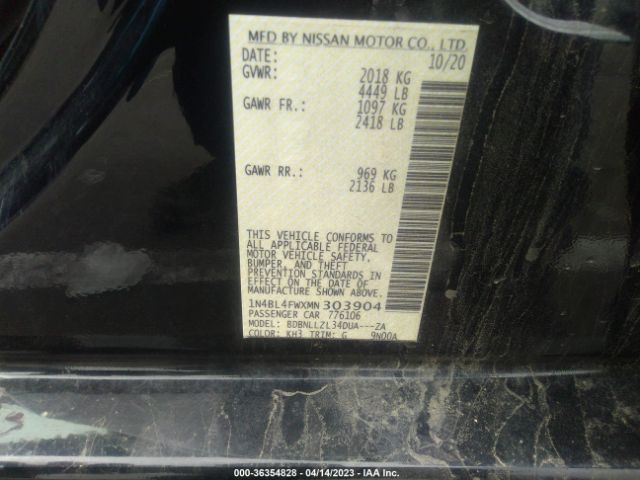 MFD BY NISSAN MOTOR CO., LTD.
DATE: 10/20
GVWR: 2018 KG
4449 LB
GAWR FR.: 1097 KG
2418 LB
GAWR RR.: 969 KG
2136 LB
THIS VEHICLE CONFORMS TO
ALL APPLICABLE FEDERAL
MOTOR VEHICLE SAFETY,
BUMPER, AND THEFT
PREVENTION STANDARDS IN
EFFECT ON THE DATE OF
MANUFACTURE SHOWN ABOVE.
1N4BL4FWXMN303904
PASSENGER CAR 776106
MODEL: BDBNLLZL34DUA---ZA
COLOR: KH3 TRIM: G 9N00A
000-36354828 - 04/14/2023 - IAA Inc.